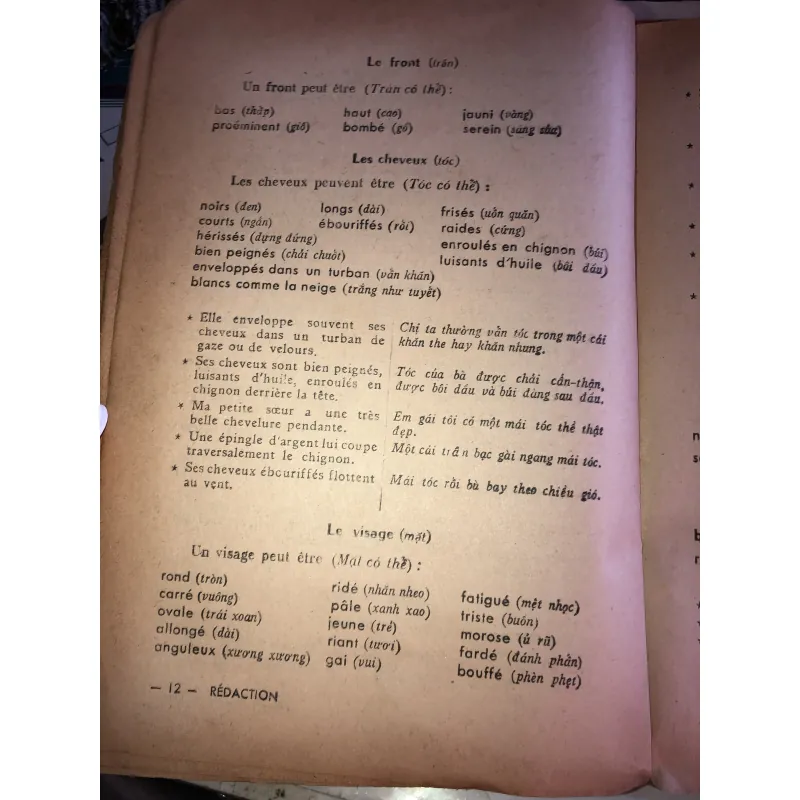 Le front (trán)
Un front peut être (Trán có thể) :
bas (thấp) haut (cao) jauni (vàng)
proéminent (giồ) bombé (gồ) serein (sáng sủa)
Les cheveux (tóc)
Les cheveux peuvent être (Tóc có thể) :
noirs (đen) longs (dài) frisés (uốn quăn)
courts (ngắn) ébouriffés (rối) raides (cứng)
hérissés (dựng đứng) enroulés en chignon (búi)
bien peignés (chải chuốt) luisants d'huile (bôi dầu)
enveloppés dans un turban (vấn khăn)
blancs comme la neige (trắng như tuyết)
* Elle enveloppe souvent ses
cheveux dans un turban de
gaze ou de velours.
Chị ta thường vấn tóc trong một cái
khăn the hay khăn nhung.
* Ses cheveux sont bien peignés,
luisants d'huile, enroulés en
chignon derrière la tête.
Tóc của bà được chải cẩn-thận,
được bôi dầu và búi đằng sau đầu.
* Ma petite sœur a une très
belle chevelure pendante.
Em gái tôi có một mái tóc thề thật
đẹp.
* Une épingle d'argent lui coupe
traversalement le chignon.
Một cái trâm bạc gài ngang mái tóc.
* Ses cheveux ébouriffés flottent
au vent.
Mái tóc rối bù bay theo chiều gió.
Le visage (mặt)
Un visage peut être (Mặt có thể) :
rond (tròn) ridé (nhăn nheo) fatigué (mệt nhọc)
carré (vuông) pâle (xanh xao) triste (buồn)
ovale (trái xoan) jeune (trẻ) morose (ủ rũ)
allongé (dài) riant (tươi) fardé (đánh phấn)
anguleux (xương xương) gai (vui) bouffé (phèn phẹt)
— 12 — RÉDACTION